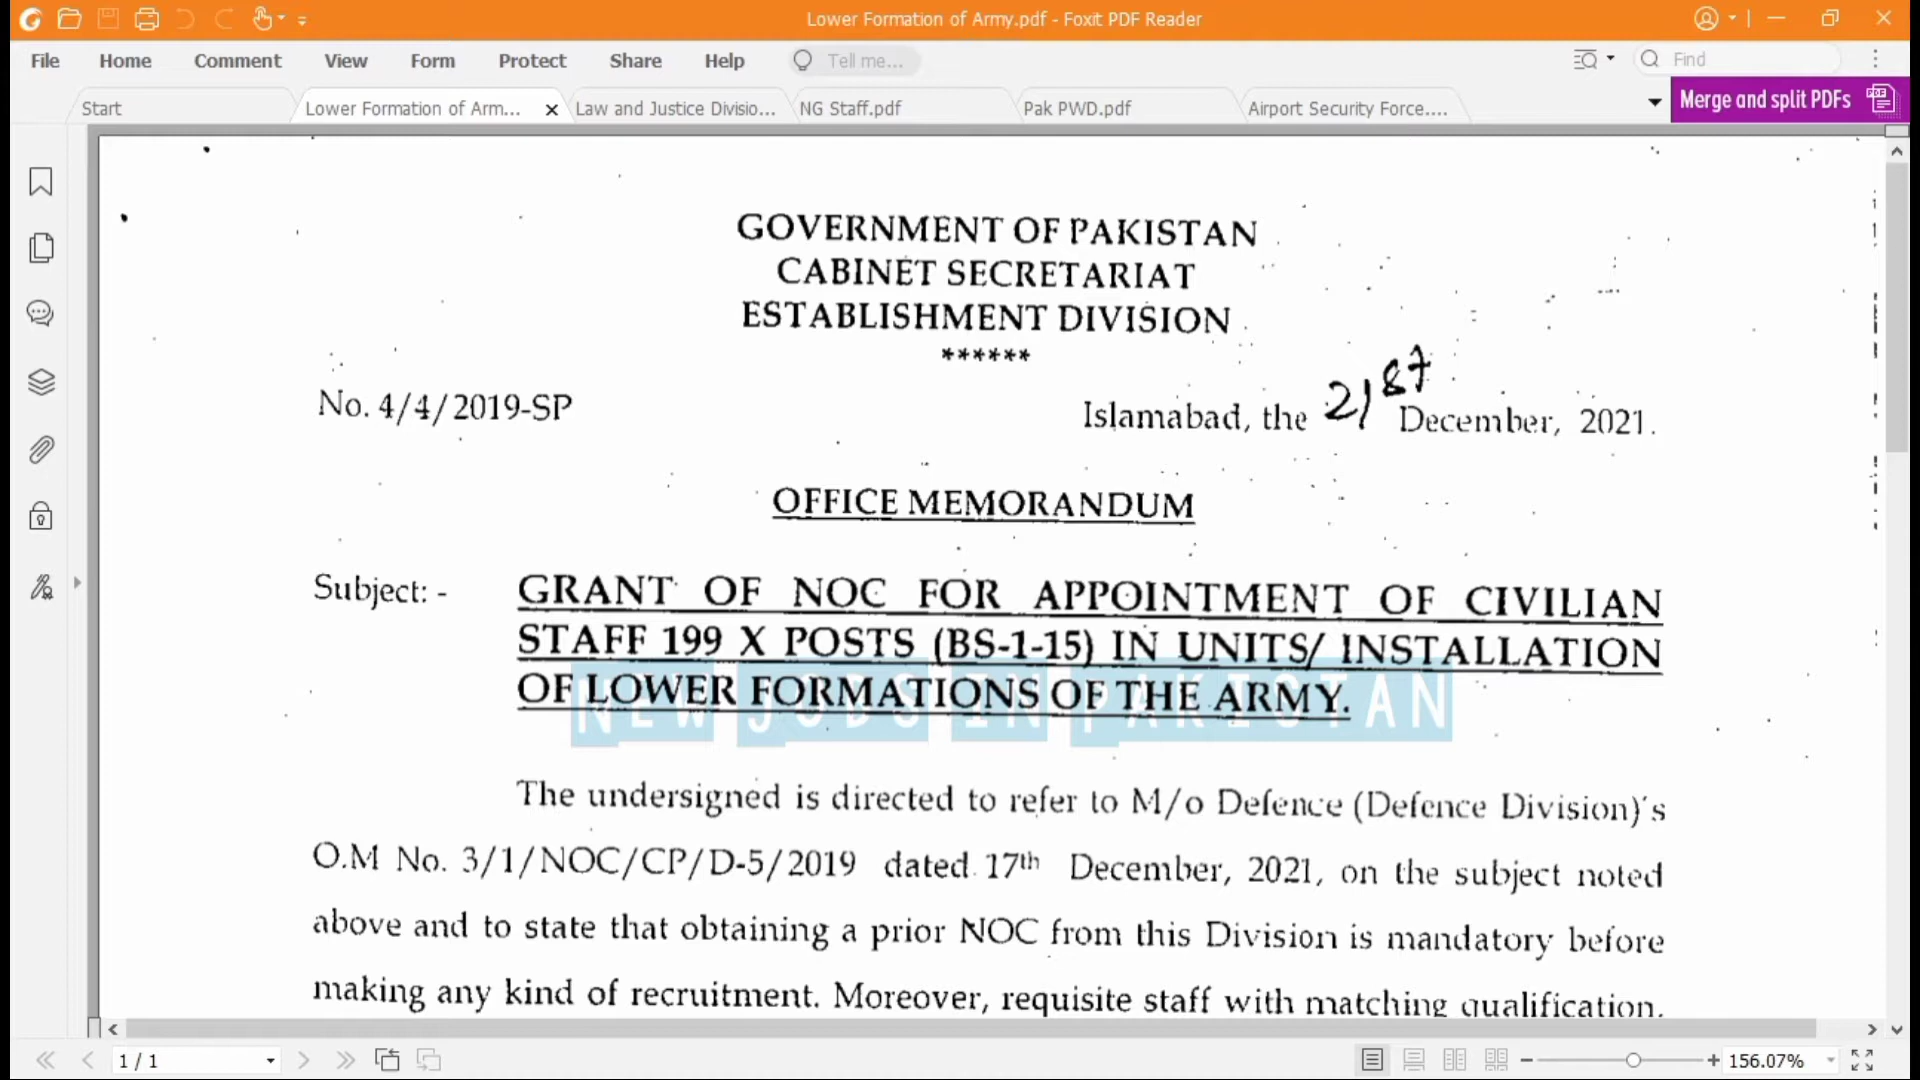 Lower Formation of Army.pdf - Foxit PDF Reader
File Home Comment View Form Protect Share Help Tell me... Find
Start Lower Formation of Arm... Law and Justice Divisio... NG Staff.pdf Pak PWD.pdf Airport Security Force.... Merge and split PDFs
GOVERNMENT OF PAKISTAN
CABINET SECRETARIAT
ESTABLISHMENT DIVISION
******
No. 4/4/2019-SP Islamabad, the 21st December, 2021.
OFFICE MEMORANDUM
Subject: - GRANT OF NOC FOR APPOINTMENT OF CIVILIAN
STAFF 199 X POSTS (BS-1-15) IN UNITS/ INSTALLATION
OF LOWER FORMATIONS OF THE ARMY.
NEW JOBS IN PAKISTAN
The undersigned is directed to refer to M/o Defence (Defence Division)'s
O.M No. 3/1/NOC/CP/D-5/2019 dated 17th December, 2021, on the subject noted
above and to state that obtaining a prior NOC from this Division is mandatory before
making any kind of recruitment. Moreover, requisite staff with matching qualification,
1 / 1 156.07%